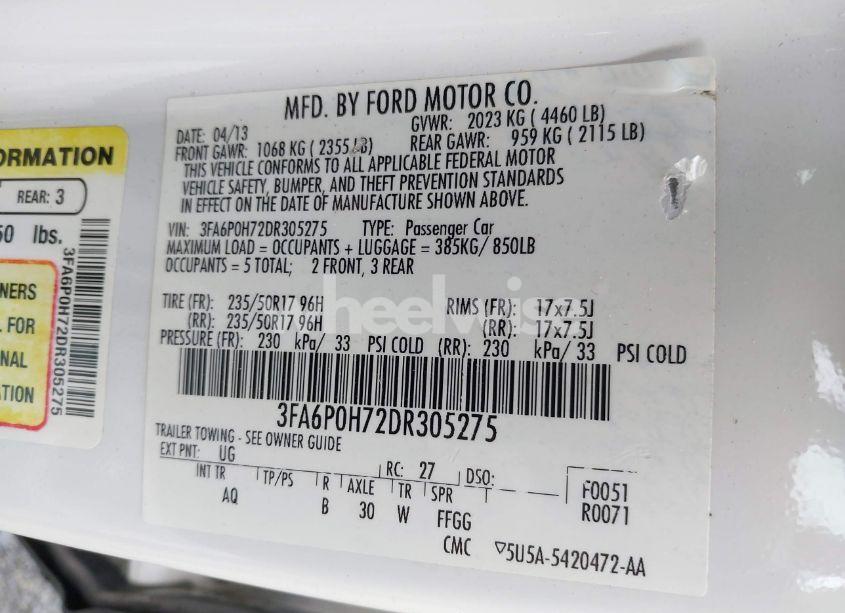 ORMATION
REAR: 3
50 lbs.
NERS
L FOR
NAL
ATION
3FA6P0H72DR305275
MFD. BY FORD MOTOR CO.
DATE: 04/13 GVWR: 2023 KG ( 4460 LB)
FRONT GAWR: 1068 KG ( 2355 LB) REAR GAWR: 959 KG ( 2115 LB)
THIS VEHICLE CONFORMS TO ALL APPLICABLE FEDERAL MOTOR
VEHICLE SAFETY, BUMPER, AND THEFT PREVENTION STANDARDS
IN EFFECT ON THE DATE OF MANUFACTURE SHOWN ABOVE.
VIN: 3FA6P0H72DR305275 TYPE: Passenger Car
MAXIMUM LOAD = OCCUPANTS + LUGGAGE = 385KG/ 850LB
OCCUPANTS = 5 TOTAL; 2 FRONT, 3 REAR
heelwis
TIRE (FR): 235/50R17 96H RIMS (FR): 17x7.5J
(RR): 235/50R17 96H (RR): 17x7.5J
PRESSURE (FR): 230 kPa/ 33 PSI COLD (RR): 230 kPa/ 33 PSI COLD
3FA6P0H72DR305275
TRAILER TOWING - SEE OWNER GUIDE
EXT PNT: UG RC: 27 DSO: F0051
INT TR TP/PS R AXLE TR SPR R0071
AQ B 30 W FFGG
CMC ▽5U5A-5420472-AA